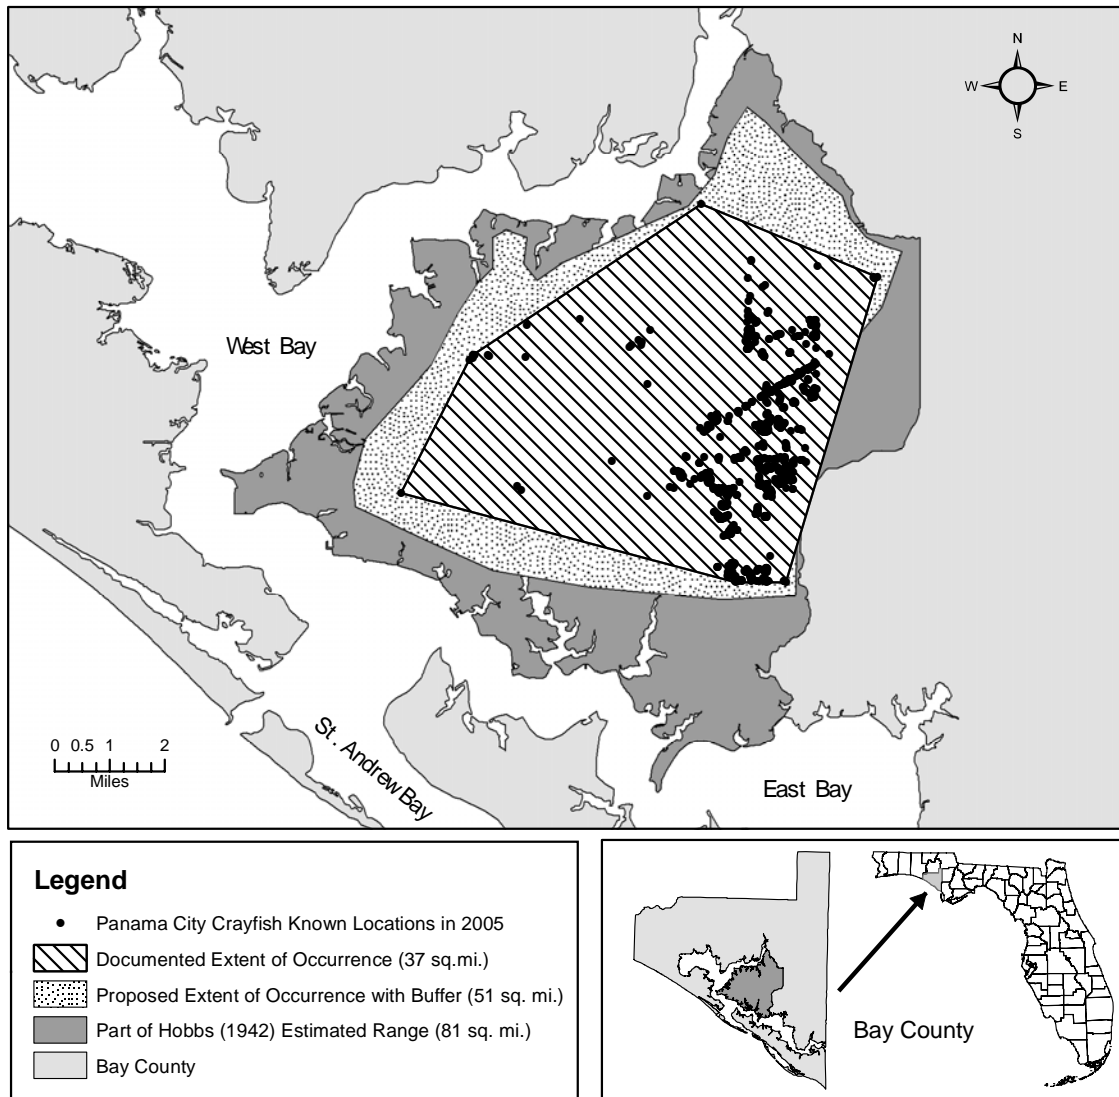 N
W E
S
West Bay
St. Andrew Bay
East Bay
0 0.5 1 2
Miles
Legend
Panama City Crayfish Known Locations in 2005
Documented Extent of Occurrence (37 sq.mi.)
Proposed Extent of Occurrence with Buffer (51 sq. mi.)
Part of Hobbs (1942) Estimated Range (81 sq. mi.)
Bay County
Bay County